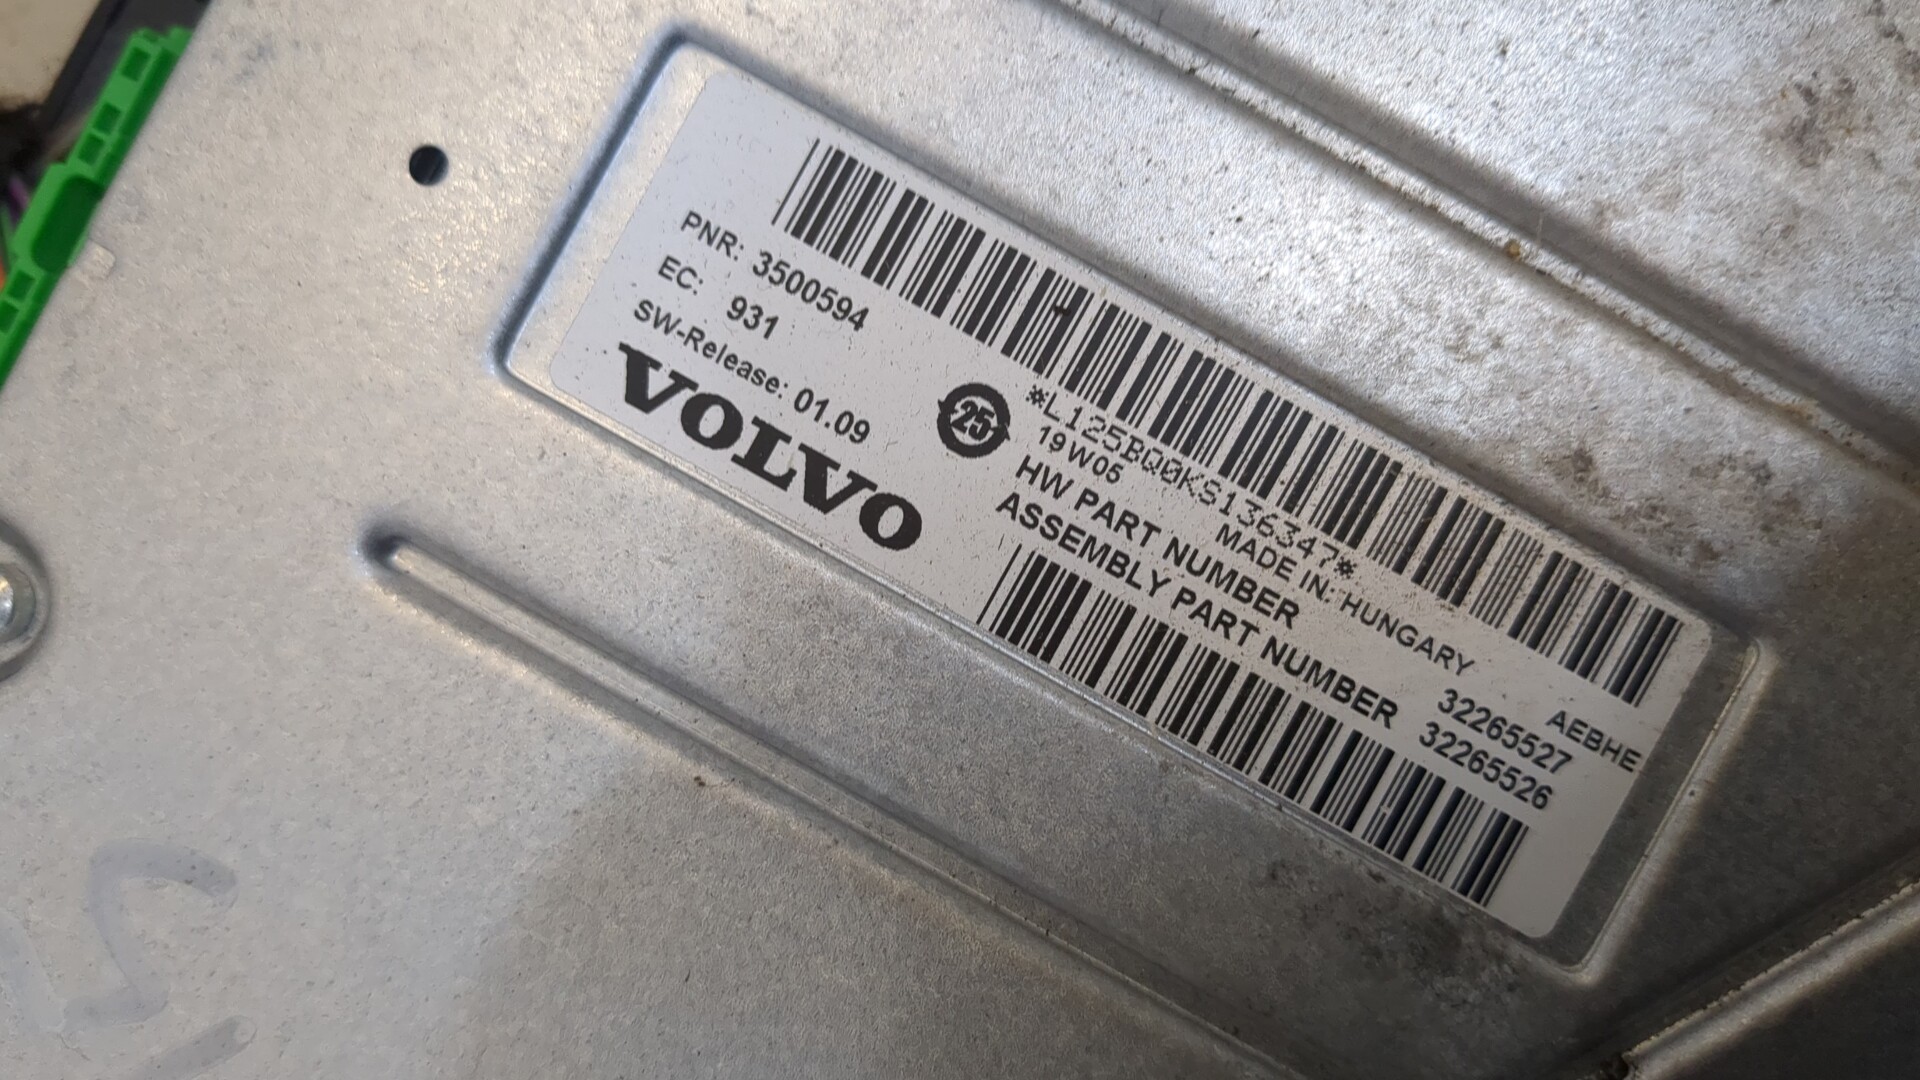 PNR: 3500594
EC: 931
SW-Release: 01.09
VOLVO
25
*L125BQ0KS136347*
19W05 MADE IN: HUNGARY AEBHE
HW PART NUMBER 32265527
ASSEMBLY PART NUMBER 32265526